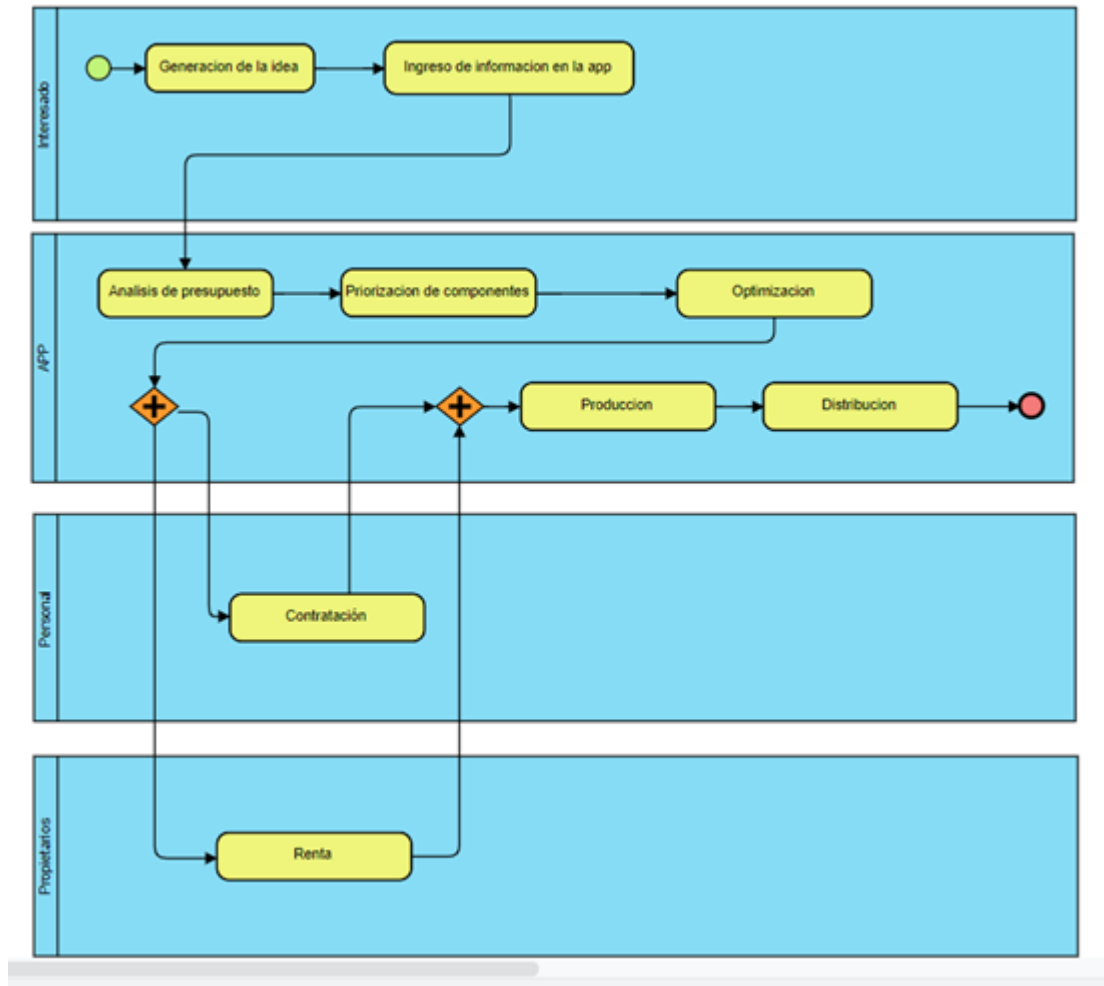 Interesado
Generacion de la idea
Ingreso de informacion en la app
APP
Analisis de presupuesto
Priorizacion de componentes
Optimizacion
Produccion
Distribucion
Personal
Contratación
Propietarios
Renta